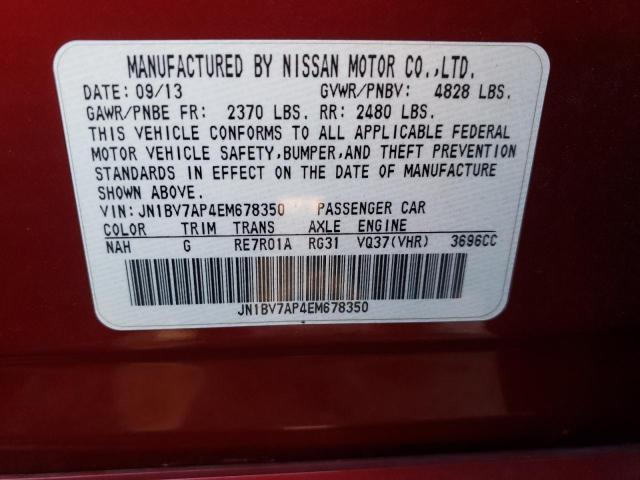 MANUFACTURED BY NISSAN MOTOR CO.,LTD.
DATE: 09/13 GVWR/PNBV: 4828 LBS.
GAWR/PNBE FR: 2370 LBS. RR: 2480 LBS.
THIS VEHICLE CONFORMS TO ALL APPLICABLE FEDERAL
MOTOR VEHICLE SAFETY,BUMPER,AND THEFT PREVENTION
STANDARDS IN EFFECT ON THE DATE OF MANUFACTURE
SHOWN ABOVE.
VIN: JN1BV7AP4EM678350 PASSENGER CAR
COLOR TRIM TRANS AXLE ENGINE
NAH G RE7R01A RG31 VQ37(VHR) 3696CC
JN1BV7AP4EM678350